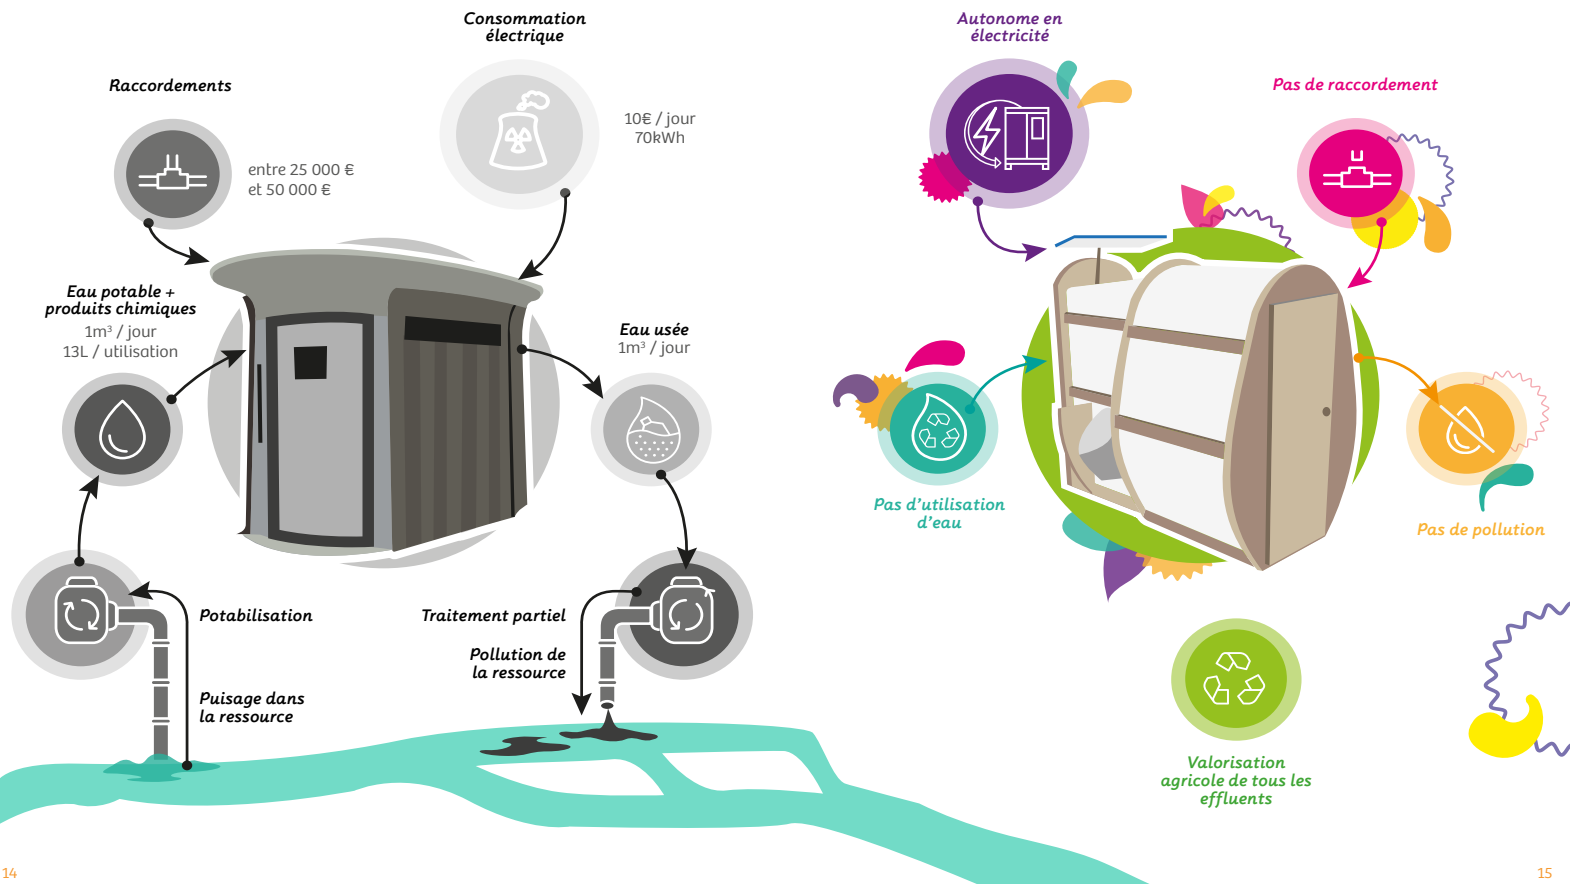 Consommation
électrique
10€ / jour
70kWh
Raccordements
entre 25 000 €
et 50 000 €
Eau potable +
produits chimiques
1m³ / jour
13L / utilisation
Eau usée
1m³ / jour
Potabilisation
Puisage dans
la ressource
Traitement partiel
Pollution de
la ressource
14
Autonome en
électricité
Pas de raccordement
Pas d’utilisation
d’eau
Pas de pollution
Valorisation
agricole de tous les
effluents
15